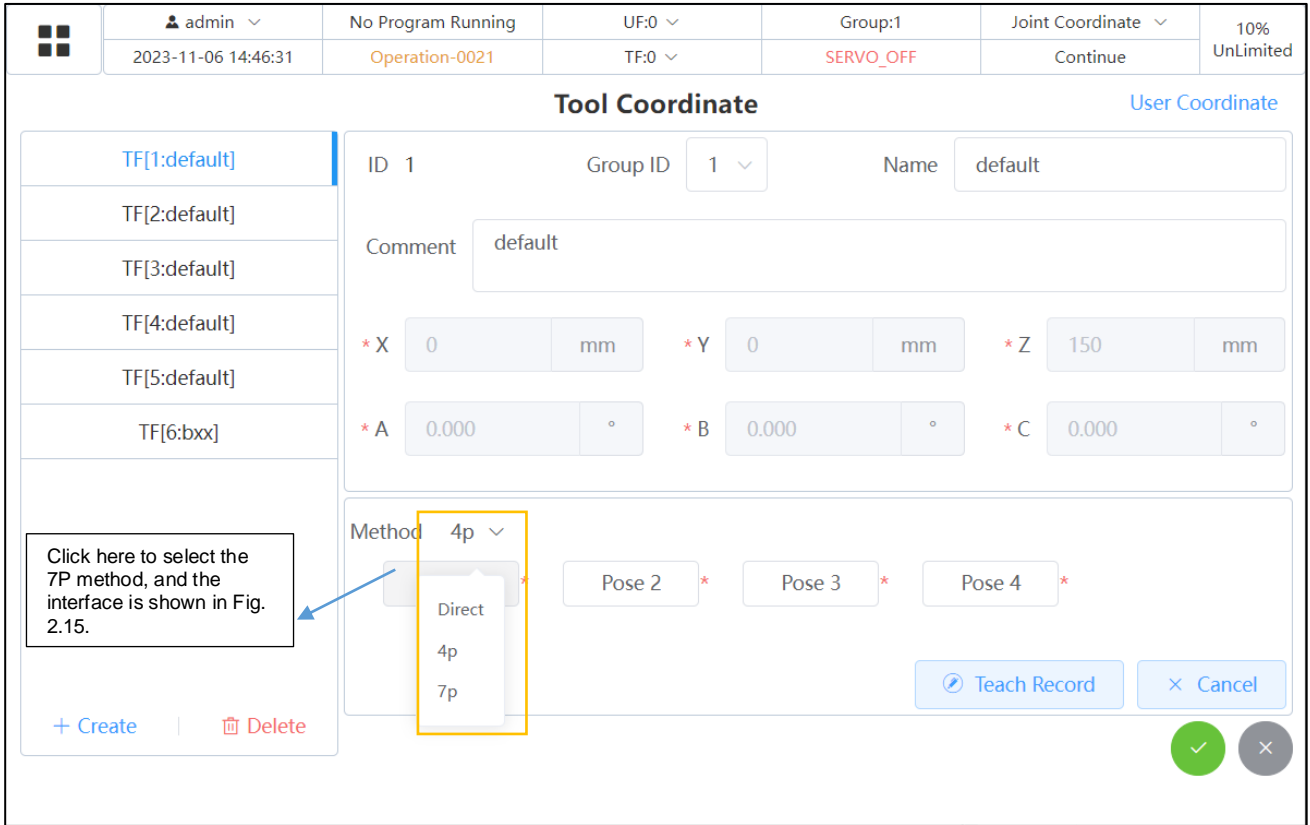 admin
No Program Running
UF:0
Group:1
Joint Coordinate
10%
UnLimited
2023-11-06 14:46:31
Operation-0021
TF:0
SERVO_OFF
Continue
Tool Coordinate
User Coordinate
TF[1:default]
TF[2:default]
TF[3:default]
TF[4:default]
TF[5:default]
TF[6:bxx]
ID 1
Group ID 1
Name default
Comment default
* X 0 mm
* Y 0 mm
* Z 150 mm
* A 0.000 °
* B 0.000 °
* C 0.000 °
Method 4p
*
Pose 2 *
Pose 3 *
Pose 4 *
Direct
4p
7p
Click here to select the
7P method, and the
interface is shown in Fig.
2.15.
Teach Record
× Cancel
+ Create
Delete